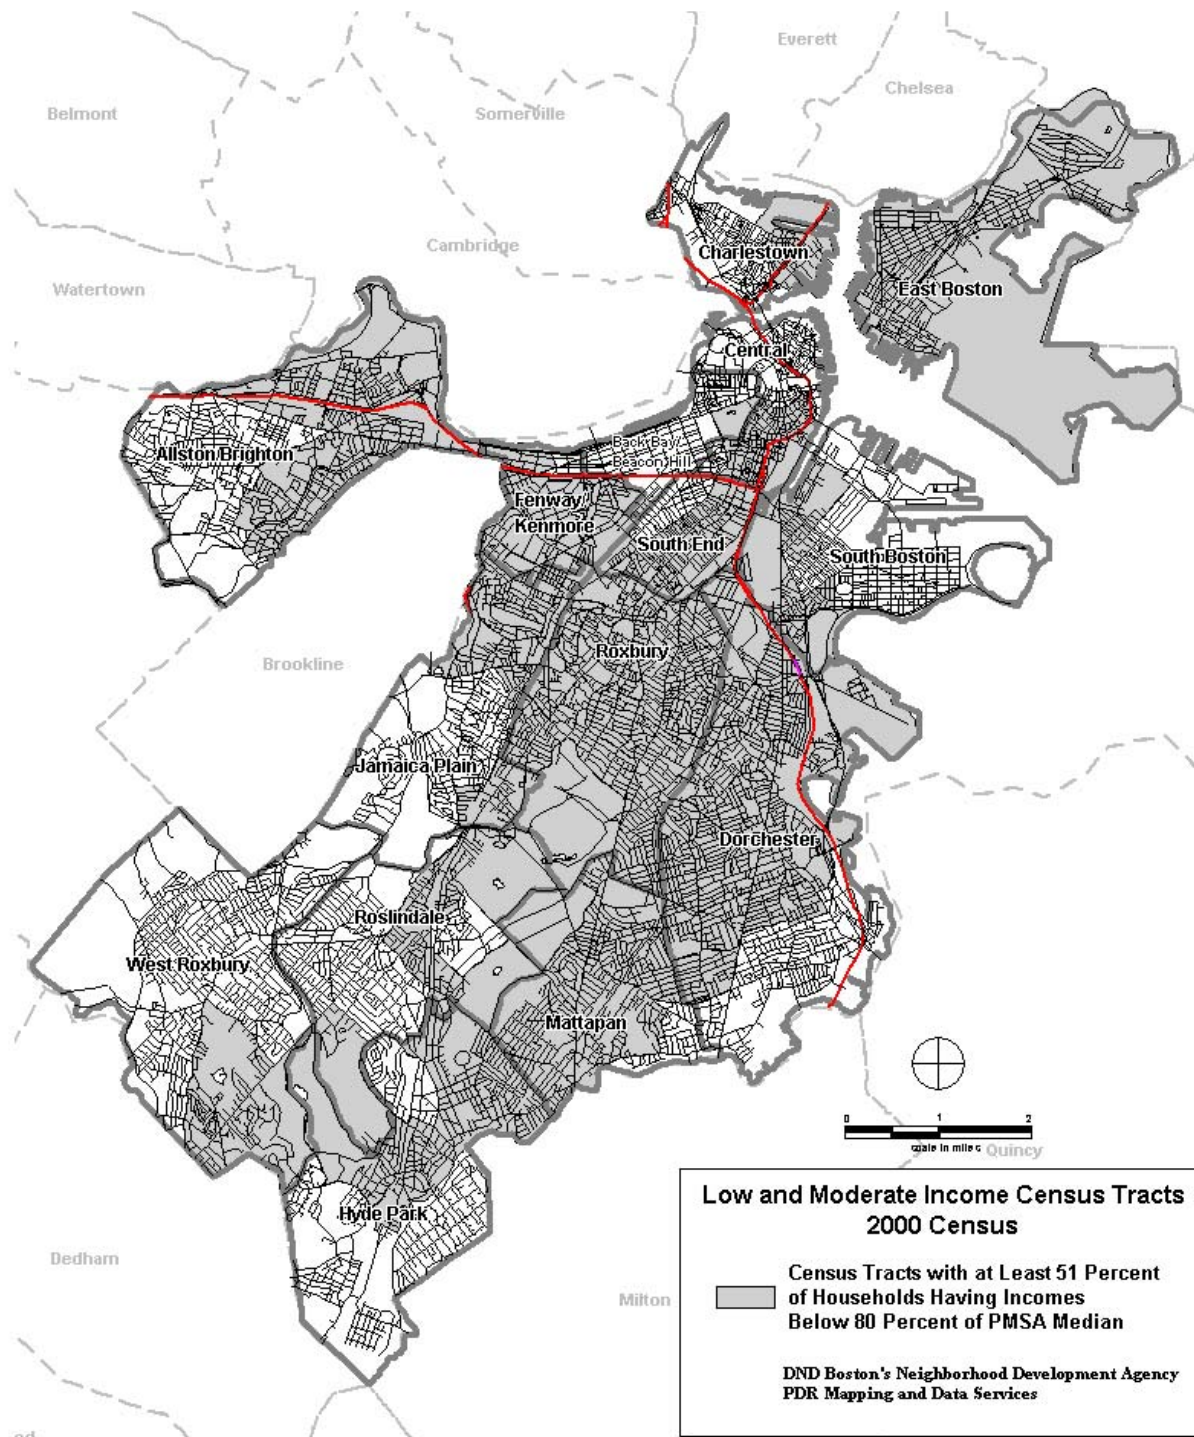 Everett
Chelsea
Belmont
Somerville
Cambridge
Charlestown
Watertown
East Boston
Central
Allston/Brighton
Back Bay/
Beacon Hill
Fenway/
Kenmore
South End
South Boston
Roxbury
Brookline
Jamaica Plain
Dorchester
Roslindale
West Roxbury
Mattapan
0 1 2
scale in miles
Quincy
Low and Moderate Income Census Tracts
2000 Census
Hyde Park
Dedham
Milton
Census Tracts with at Least 51 Percent
of Households Having Incomes
Below 80 Percent of PMSA Median
DND Boston's Neighborhood Development Agency
PDR Mapping and Data Services